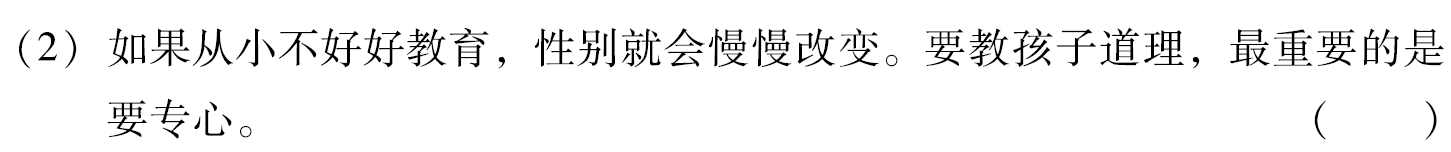 （2） 如果从小不好好教育，性别就会慢慢改变。要教孩子道理，最重要的是
要专心。 （　　）